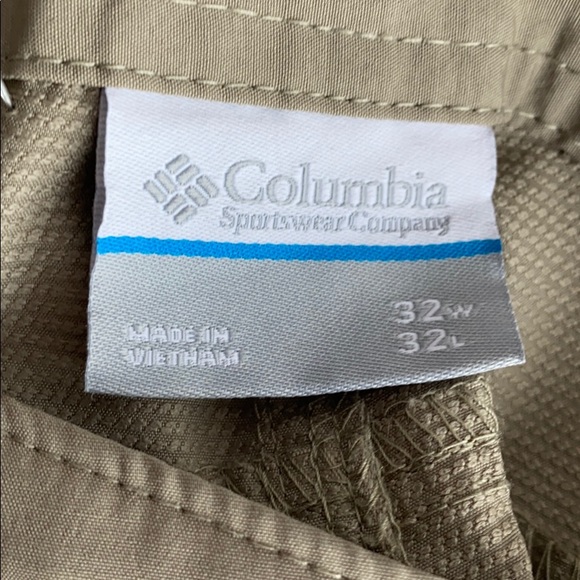 Columbia
Sportswear Company
32W
32L
MADE IN
VIETNAM